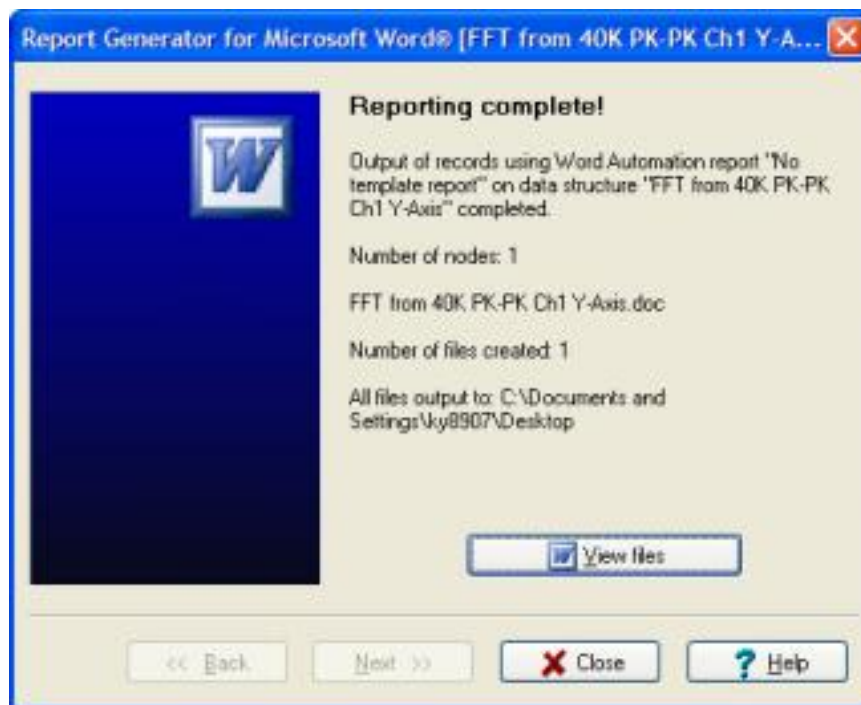 Report Generator for Microsoft Word® [FFT from 40K PK-PK Ch1 Y-A...
W
Reporting complete!
Output of records using Word Automation report "No
template report" on data structure "FFT from 40K PK-PK
Ch1 Y-Axis" completed.
Number of nodes: 1
FFT from 40K PK-PK Ch1 Y-Axis.doc
Number of files created: 1
All files output to: C:\Documents and
Settings\ky8907\Desktop
View files
<< Back
Next >>
Close
Help